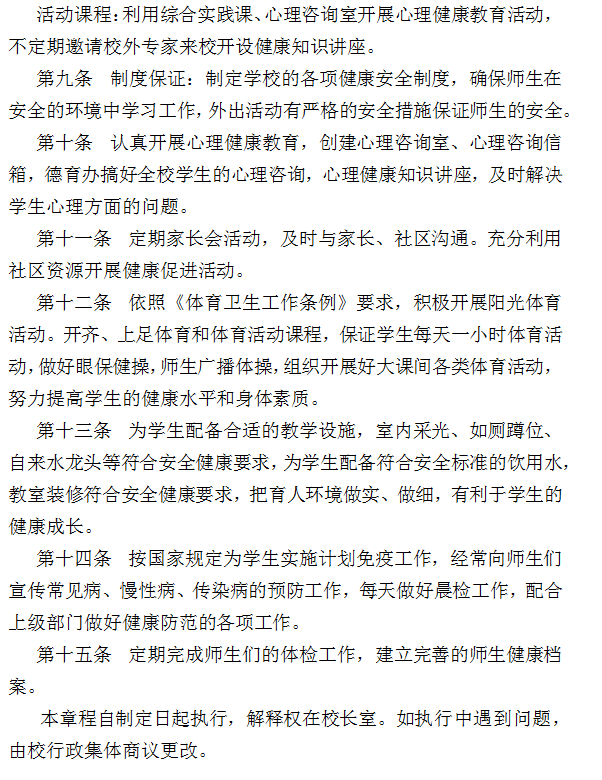 活动课程：利用综合实践课、心理咨询室开展心理健康教育活动，
不定期邀请校外专家来校开设健康知识讲座。
第九条　制度保证：制定学校的各项健康安全制度，确保师生在
安全的环境中学习工作，外出活动有严格的安全措施保证师生的安全。
第十条　认真开展心理健康教育，创建心理咨询室、心理咨询信
箱，德育办搞好全校学生的心理咨询，心理健康知识讲座，及时解决
学生心理方面的问题。
第十一条　定期家长会活动，及时与家长、社区沟通。充分利用
社区资源开展健康促进活动。
第十二条　依照《体育卫生工作条例》要求，积极开展阳光体育
活动。开齐、上足体育和体育活动课程，保证学生每天一小时体育活
动，做好眼保健操，师生广播体操，组织开展好大课间各类体育活动，
努力提高学生的健康水平和身体素质。
第十三条　为学生配备合适的教学设施，室内采光、如厕蹲位、
自来水龙头等符合安全健康要求，为学生配备符合安全标准的饮用水，
教室装修符合安全健康要求，把育人环境做实、做细，有利于学生的
健康成长。
第十四条　按国家规定为学生实施计划免疫工作，经常向师生们
宣传常见病、慢性病、传染病的预防工作，每天做好晨检工作，配合
上级部门做好健康防范的各项工作。
第十五条　定期完成师生们的体检工作，建立完善的师生健康档
案。
本章程自制定日起执行，解释权在校长室。如执行中遇到问题，
由校行政集体商议更改。